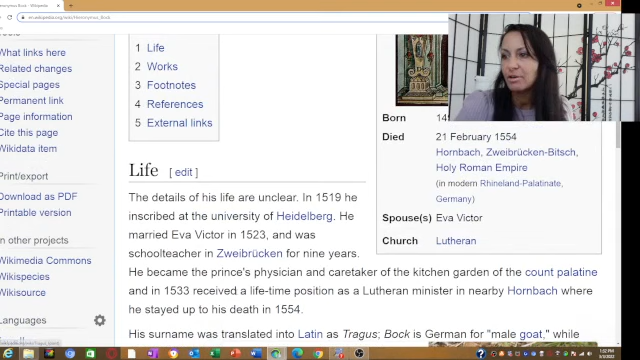 Hieronymus_Bock - Wikipedia
en.wikipedia.org/wiki/Hieronymus_Bock
What links here
Related changes
Special pages
Permanent link
Page information
Cite this page
Wikidata item
Print/export
Download as PDF
Printable version
In other projects
Wikimedia Commons
Wikispecies
Wikisource
Languages
1 Life
2 Works
3 Footnotes
4 References
5 External links
Life [ edit ]
The details of his life are unclear. In 1519 he
inscribed at the university of Heidelberg. He
married Eva Victor in 1523, and was
schoolteacher in Zweibrücken for nine years.
He became the prince's physician and caretaker of the kitchen garden of the count palatine
and in 1533 received a life-time position as a Lutheran minister in nearby Hornbach where
he stayed up to his death in 1554.
His surname was translated into Latin as Tragus; Bock is German for "male goat," while
Born
Died 21 February 1554
Hornbach, Zweibrücken-Bitsch,
Holy Roman Empire
(in modern Rhineland-Palatinate,
Germany)
Spouse(s) Eva Victor
Church Lutheran